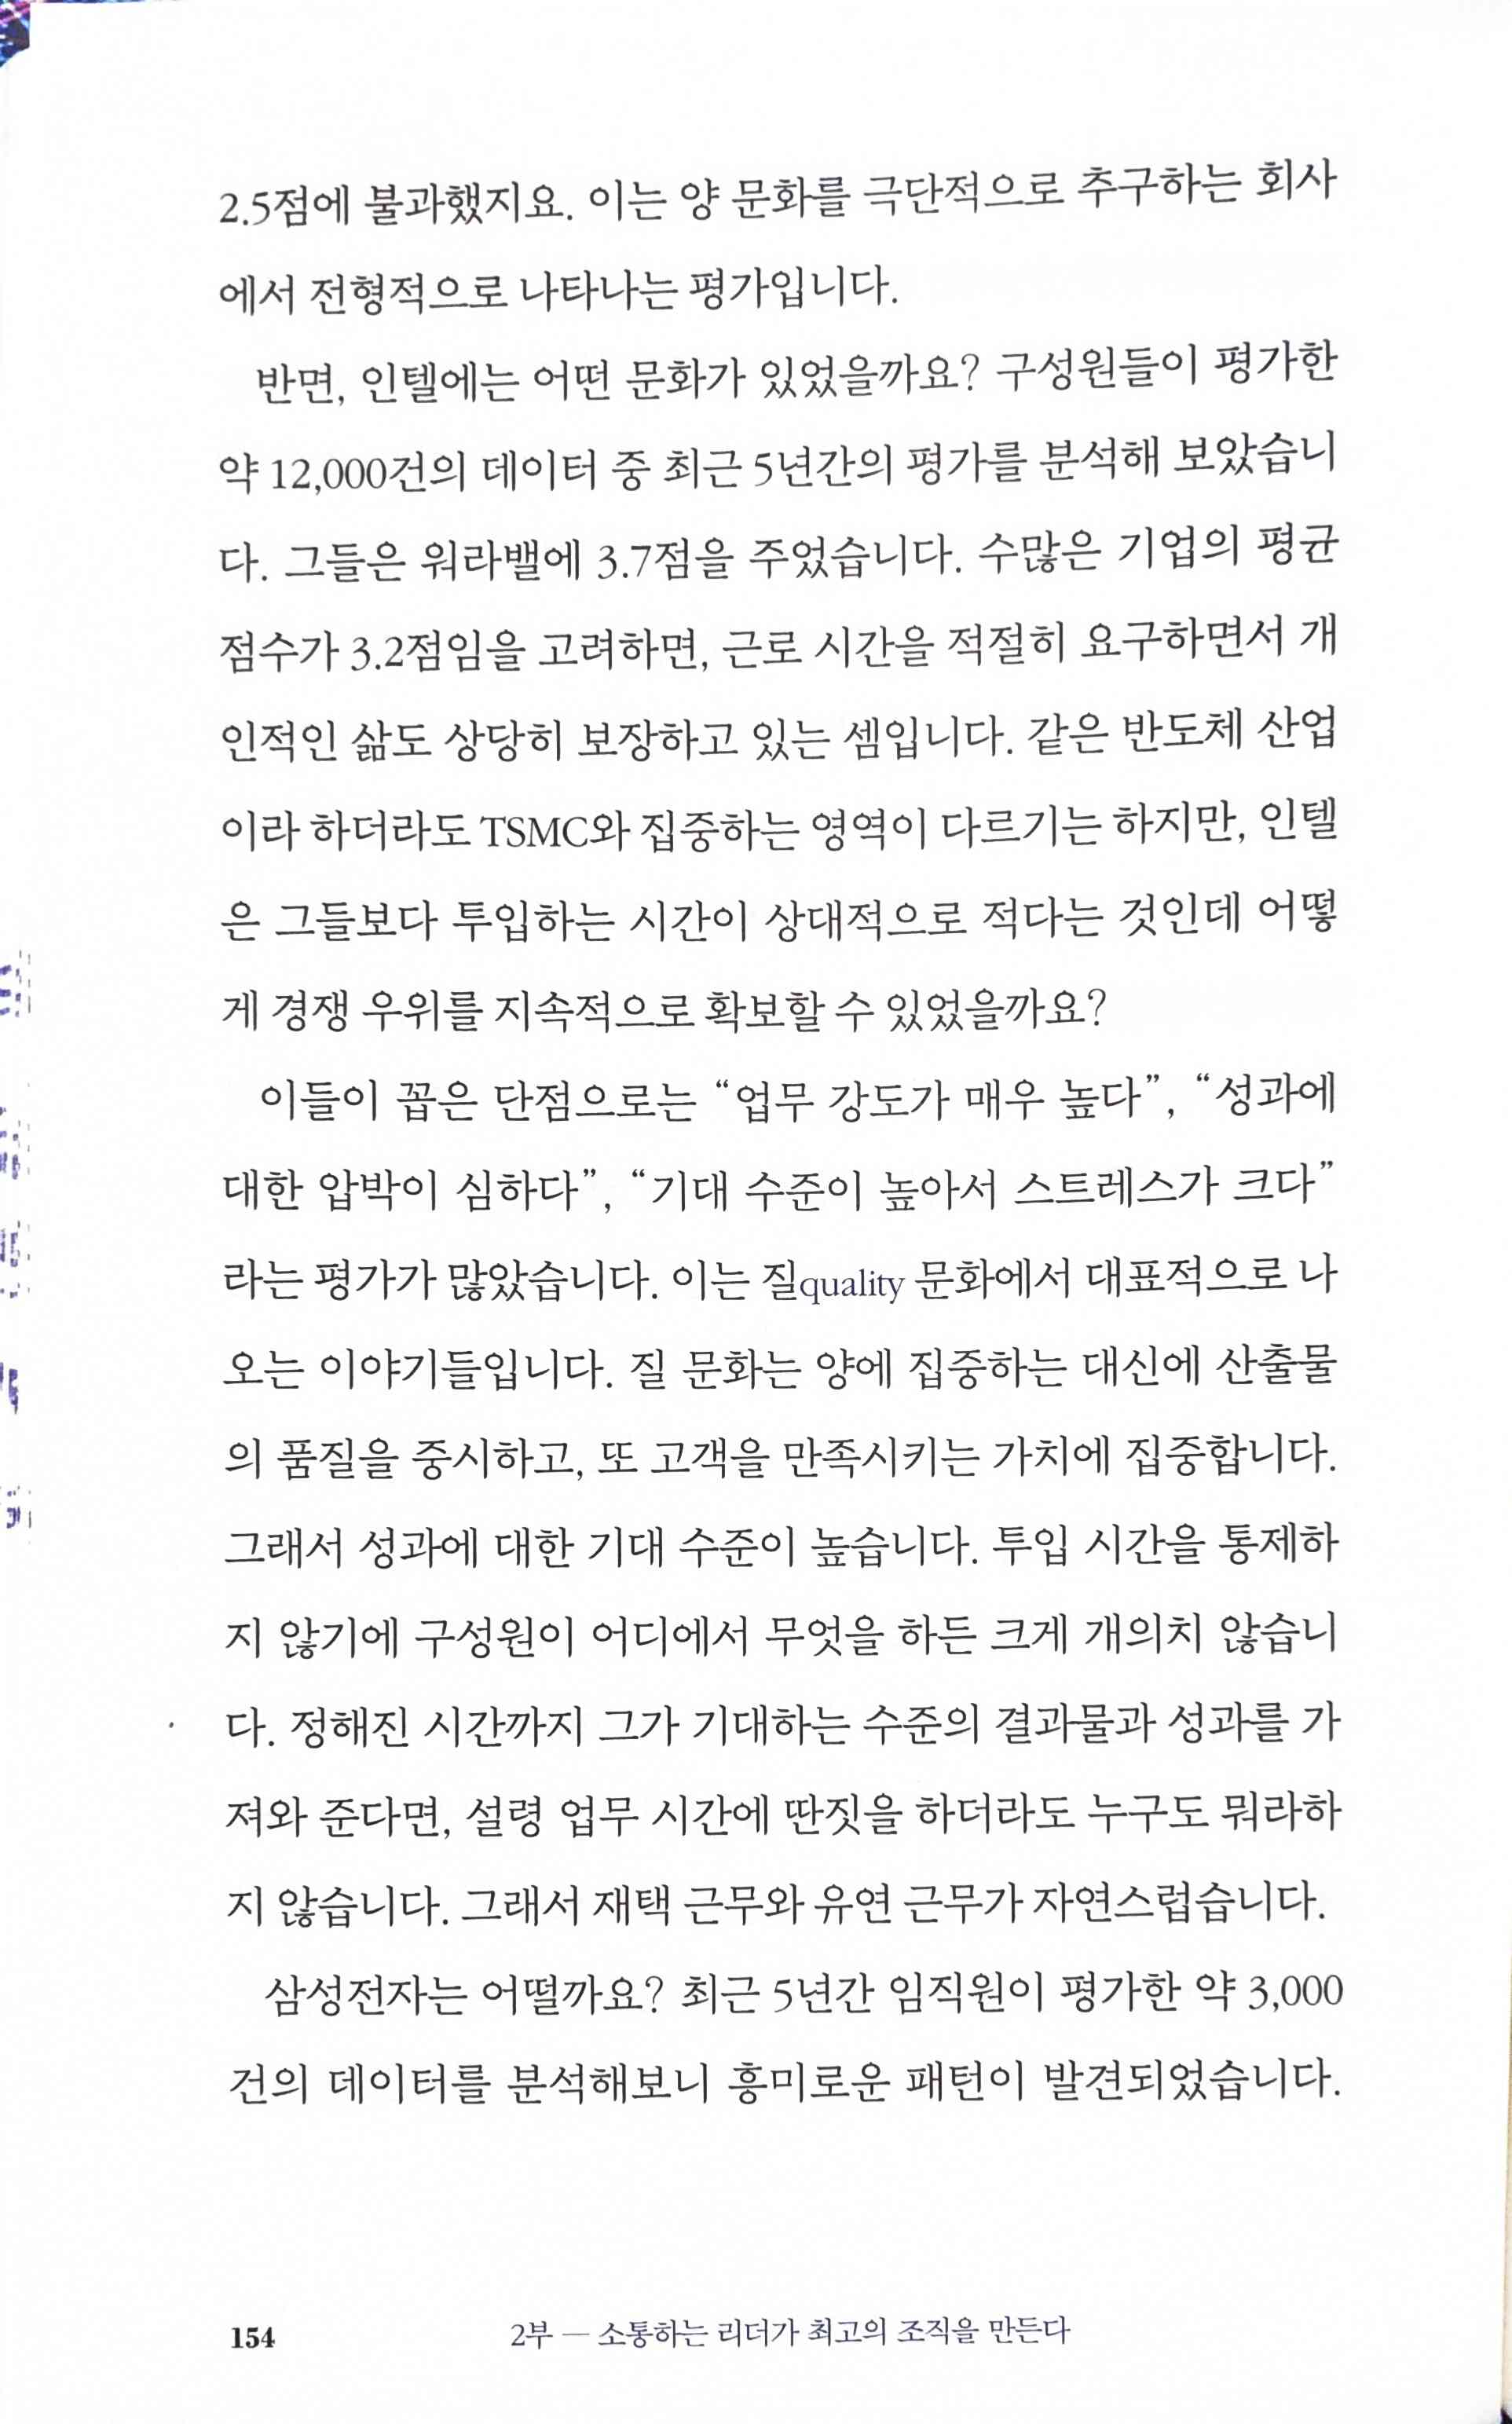 2.5점에 불과했지요. 이는 양 문화를 극단적으로 추구하는 회사
에서 전형적으로 나타나는 평가입니다.
반면, 인텔에는 어떤 문화가 있었을까요? 구성원들이 평가한
약 12,000건의 데이터 중 최근 5년간의 평가를 분석해 보았습니
다. 그들은 워라밸에 3.7점을 주었습니다. 수많은 기업의 평균
점수가 3.2점임을 고려하면, 근로 시간을 적절히 요구하면서 개
인적인 삶도 상당히 보장하고 있는 셈입니다. 같은 반도체 산업
이라 하더라도 TSMC와 집중하는 영역이 다르기는 하지만, 인텔
은 그들보다 투입하는 시간이 상대적으로 적다는 것인데 어떻
게 경쟁 우위를 지속적으로 확보할 수 있었을까요?
이들이 꼽은 단점으로는 “업무 강도가 매우 높다”, “성과에
대한 압박이 심하다”, “기대 수준이 높아서 스트레스가 크다”
라는 평가가 많았습니다. 이는 질quality 문화에서 대표적으로 나
오는 이야기들입니다. 질 문화는 양에 집중하는 대신에 산출물
의 품질을 중시하고, 또 고객을 만족시키는 가치에 집중합니다.
그래서 성과에 대한 기대 수준이 높습니다. 투입 시간을 통제하
지 않기에 구성원이 어디에서 무엇을 하든 크게 개의치 않습니
다. 정해진 시간까지 그가 기대하는 수준의 결과물과 성과를 가
져와 준다면, 설령 업무 시간에 딴짓을 하더라도 누구도 뭐라하
지 않습니다. 그래서 재택 근무와 유연 근무가 자연스럽습니다.
삼성전자는 어떨까요? 최근 5년간 임직원이 평가한 약 3,000
건의 데이터를 분석해보니 흥미로운 패턴이 발견되었습니다.
154 2부 — 소통하는 리더가 최고의 조직을 만든다